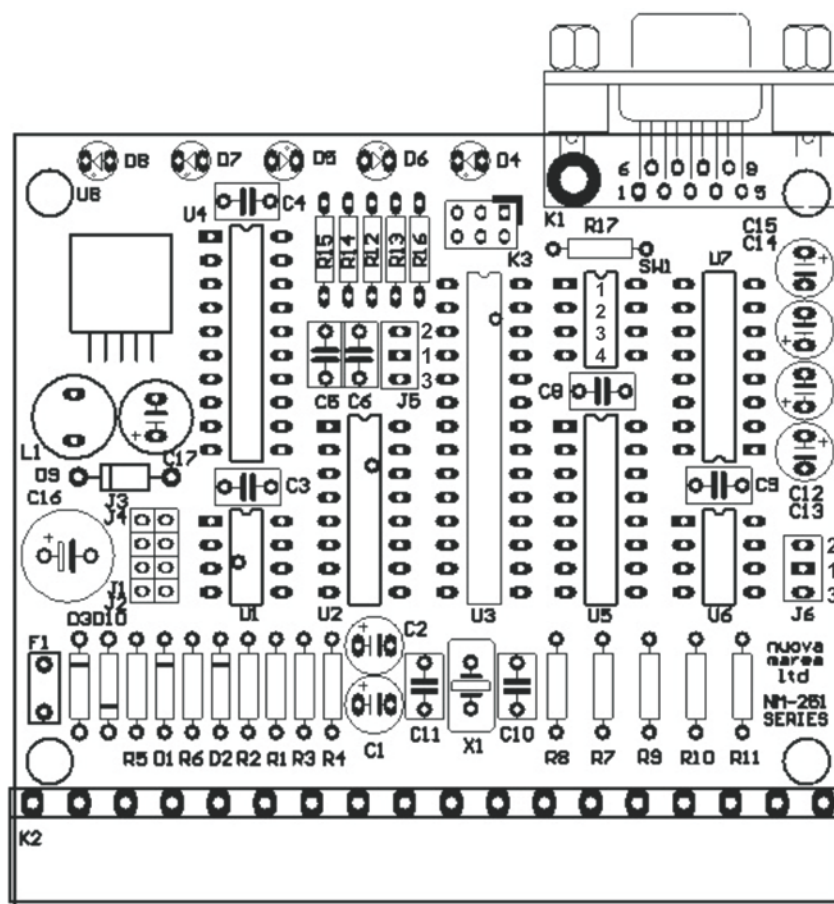 D8 D7 D5 D6 D4
6 9
1 5
U8
U4 C4
K1
R17
C15
C14
R15 R14 R12 R13 R16
K3
SW1
U7
1
2
3
4
2
1
3
C5 C6 J5
C8
L1
C17
D9
C16
J3
J4
C3
C9
C12
C13
J1
J2
2
1
3
U1 U2 U3 U5 U6 J6
D3 D10
F1
C2
nuova
marea
ltd
NM-251
SERIES
R5 D1 R6 D2 R2 R1 R3 R4 C1 C11 X1 C10 R8 R7 R9 R10 R11
K2